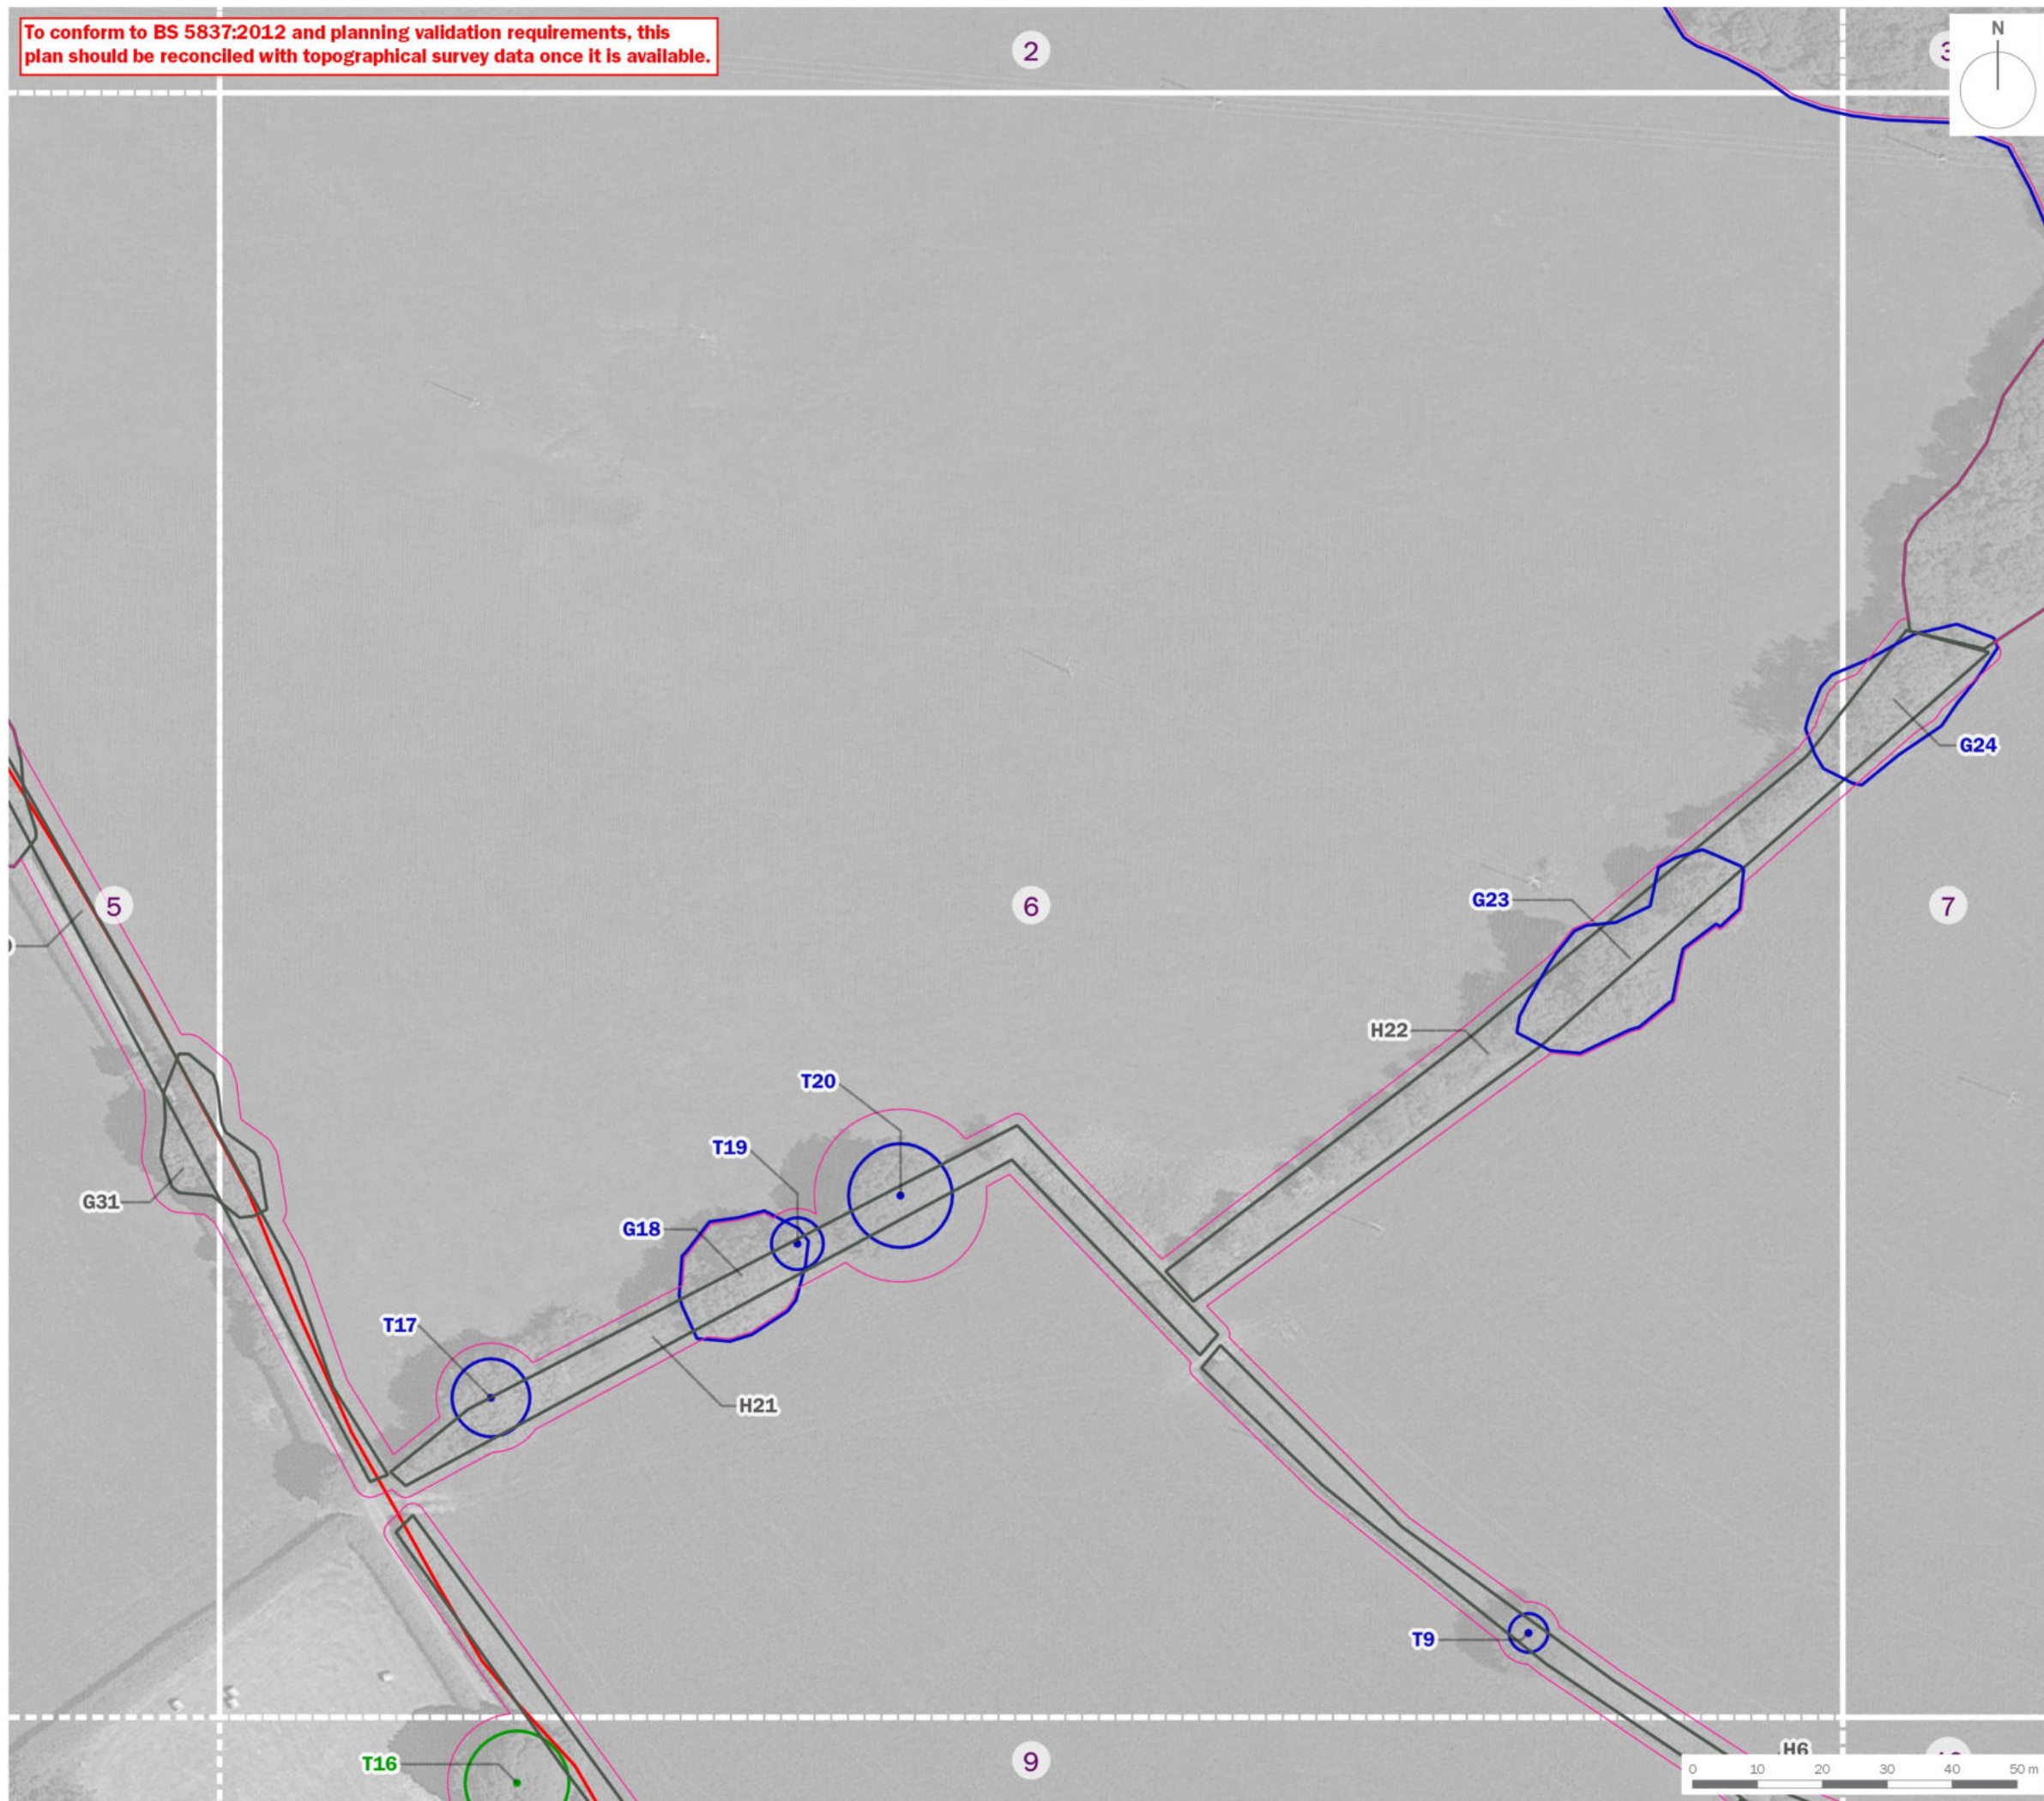 To conform to BS 5837:2012 and planning validation requirements, this
plan should be reconciled with topographical survey data once it is available.
2
3
N
G24
5
6
G23
7
H22
T20
T19
G31
G18
T17
H21
T9
T16
9
H6
0 10 20 30 40 50 m